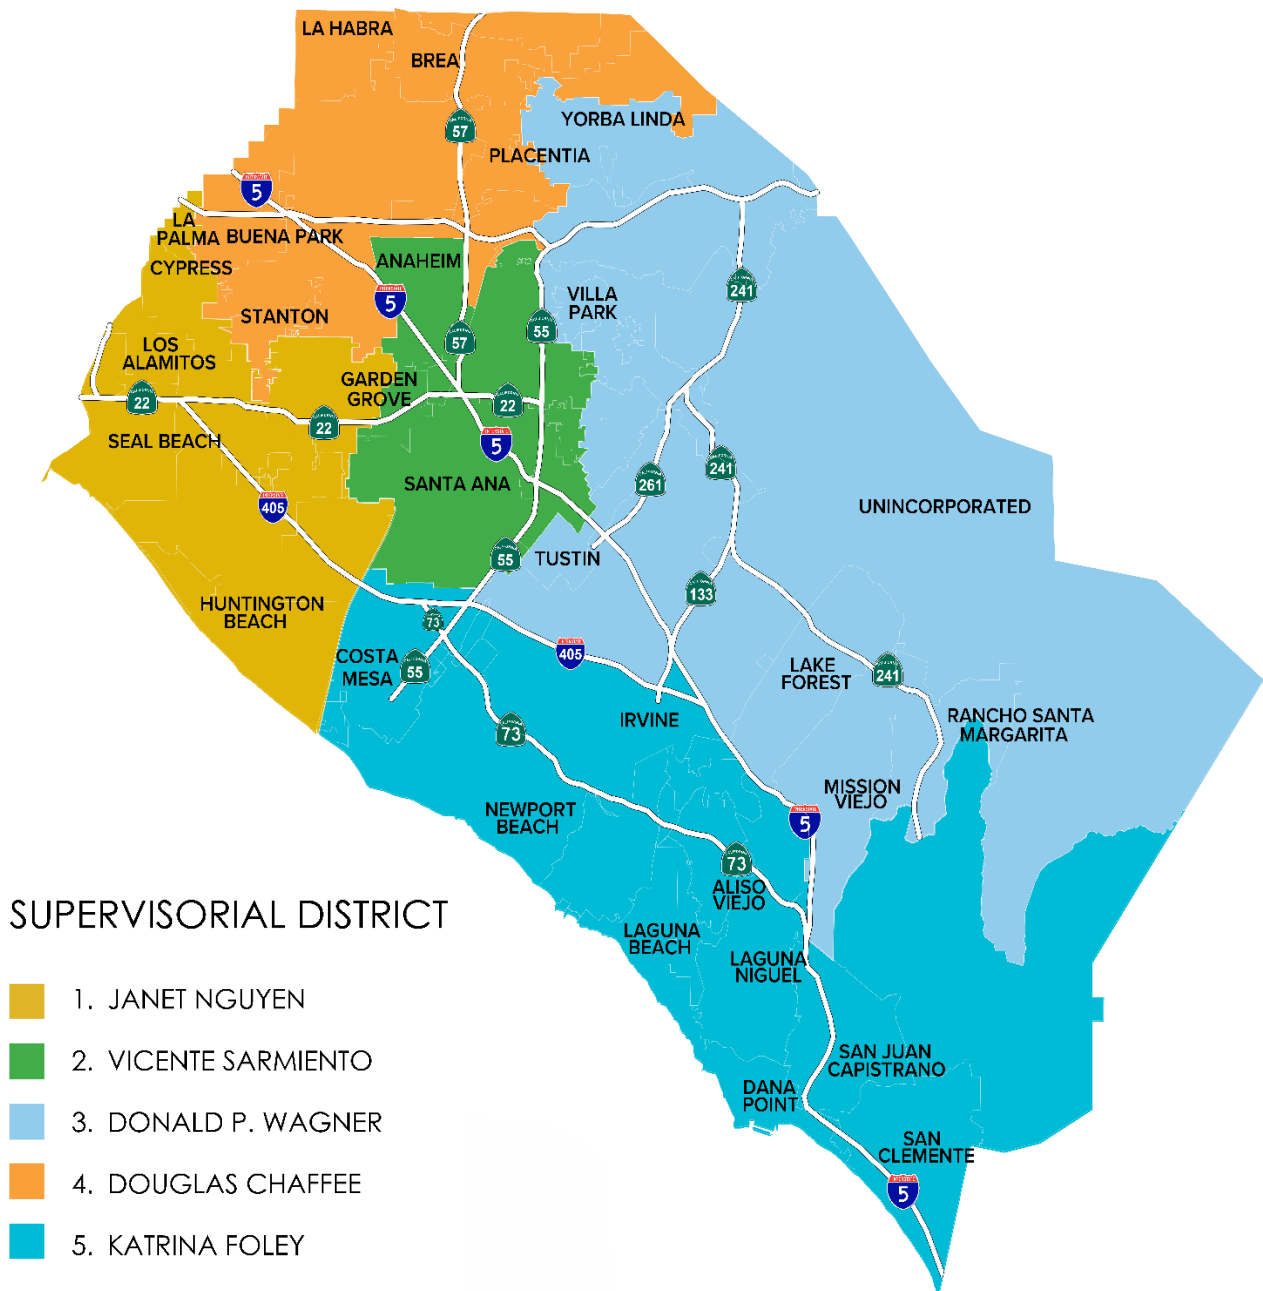 LA HABRA
BREA
57
YORBA LINDA
PLACENTIA
5
LA
PALMA
BUENA PARK
CYPRESS
ANAHEIM
241
5
VILLA
PARK
STANTON
57
55
LOS
ALAMITOS
GARDEN
GROVE
22
22
22
SEAL BEACH
5
241
261
SANTA ANA
405
UNINCORPORATED
55
TUSTIN
133
HUNTINGTON
BEACH
73
405
COSTA
MESA
55
LAKE
FOREST
241
IRVINE
RANCHO SANTA
MARGARITA
73
MISSION
VIEJO
NEWPORT
BEACH
5
73
ALISO
VIEJO
LAGUNA
BEACH
LAGUNA
NIGUEL
SAN JUAN
CAPISTRANO
DANA
POINT
SAN
CLEMENTE
5
SUPERVISORIAL DISTRICT
1. JANET NGUYEN
2. VICENTE SARMIENTO
3. DONALD P. WAGNER
4. DOUGLAS CHAFFEE
5. KATRINA FOLEY